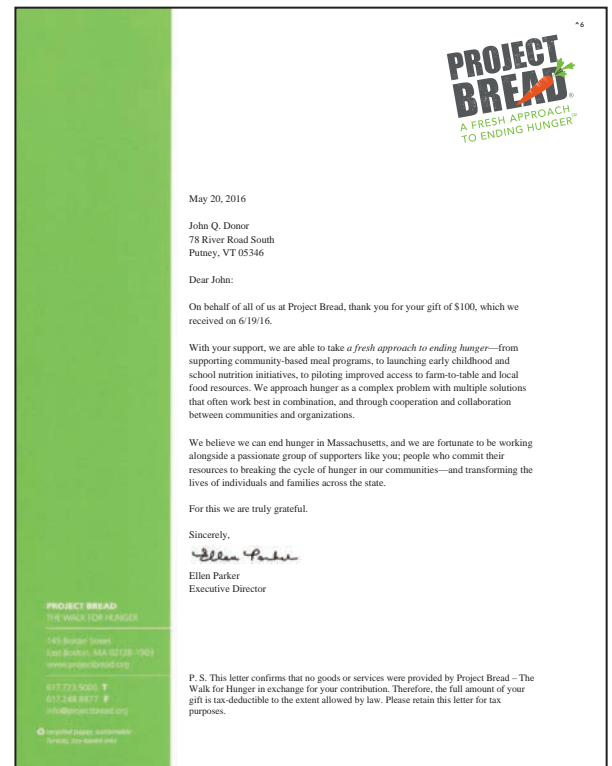 ^6
PROJECT
BREAD®
A FRESH APPROACH
TO ENDING HUNGER™
May 20, 2016
John Q. Donor
78 River Road South
Putney, VT 05346
Dear John:
On behalf of all of us at Project Bread, thank you for your gift of $100, which we
received on 6/19/16.
With your support, we are able to take a fresh approach to ending hunger—from
supporting community-based meal programs, to launching early childhood and
school nutrition initiatives, to piloting improved access to farm-to-table and local
food resources. We approach hunger as a complex problem with multiple solutions
that often work best in combination, and through cooperation and collaboration
between communities and organizations.
We believe we can end hunger in Massachusetts, and we are fortunate to be working
alongside a passionate group of supporters like you; people who commit their
resources to breaking the cycle of hunger in our communities—and transforming the
lives of individuals and families across the state.
For this we are truly grateful.
Sincerely,
Ellen Parker
Ellen Parker
Executive Director
P. S. This letter confirms that no goods or services were provided by Project Bread – The
Walk for Hunger in exchange for your contribution. Therefore, the full amount of your
gift is tax-deductible to the extent allowed by law. Please retain this letter for tax
purposes.
PROJECT BREAD
THE WALK FOR HUNGER
145 Border Street
East Boston, MA 02128-1903
www.projectbread.org
617.723.5000 T
617.248.8877 F
info@projectbread.org
recycled paper, sustainable
forests, soy-based inks